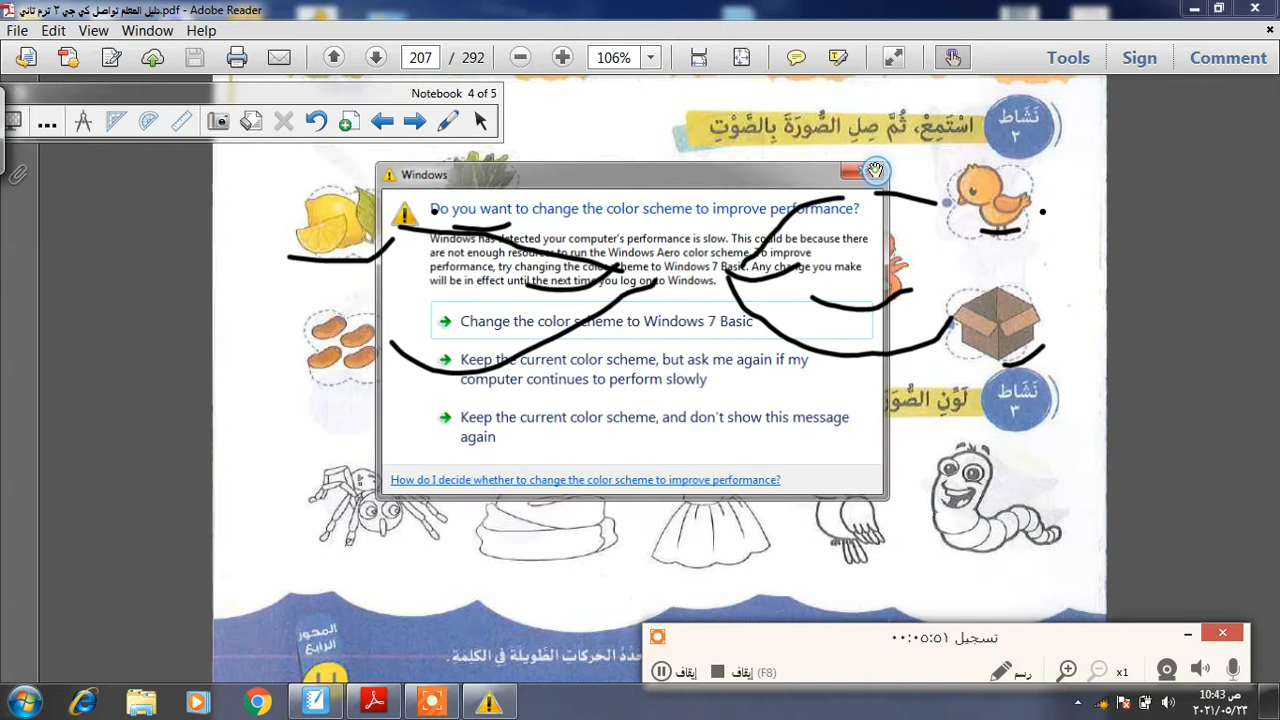 دليل المعلم تواصل كي جي ٢ ترم تاني.pdf - Adobe Reader
File Edit View Window Help
207 / 292 106% Tools Sign Comment
Notebook 4 of 5
نَشَاط ٢
اسْتَمِعْ، ثُمَّ صِلِ الصُّورَةَ بِالصَّوْتِ
Windows
Do you want to change the color scheme to improve performance?
Windows has detected your computer's performance is slow. This could be because there
are not enough resources to run the Windows Aero color scheme. To improve
performance, try changing the color scheme to Windows 7 Basic. Any change you make
will be in effect until the next time you log on to Windows.
Change the color scheme to Windows 7 Basic
Keep the current color scheme, but ask me again if my
computer continues to perform slowly
Keep the current color scheme, and don't show this message
again
How do I decide whether to change the color scheme to improve performance?
نَشَاط ٣
لَوِّنِ
المحور
الرابع
الحركاتِ الطَّويلَةَ في الكلِمَةِ.
تسجيل ٠٠:٠٥:٥١
إيقاف إيقاف (F8) رسم x1
10:43 ص
٢٠٢١/٠٥/٢٣